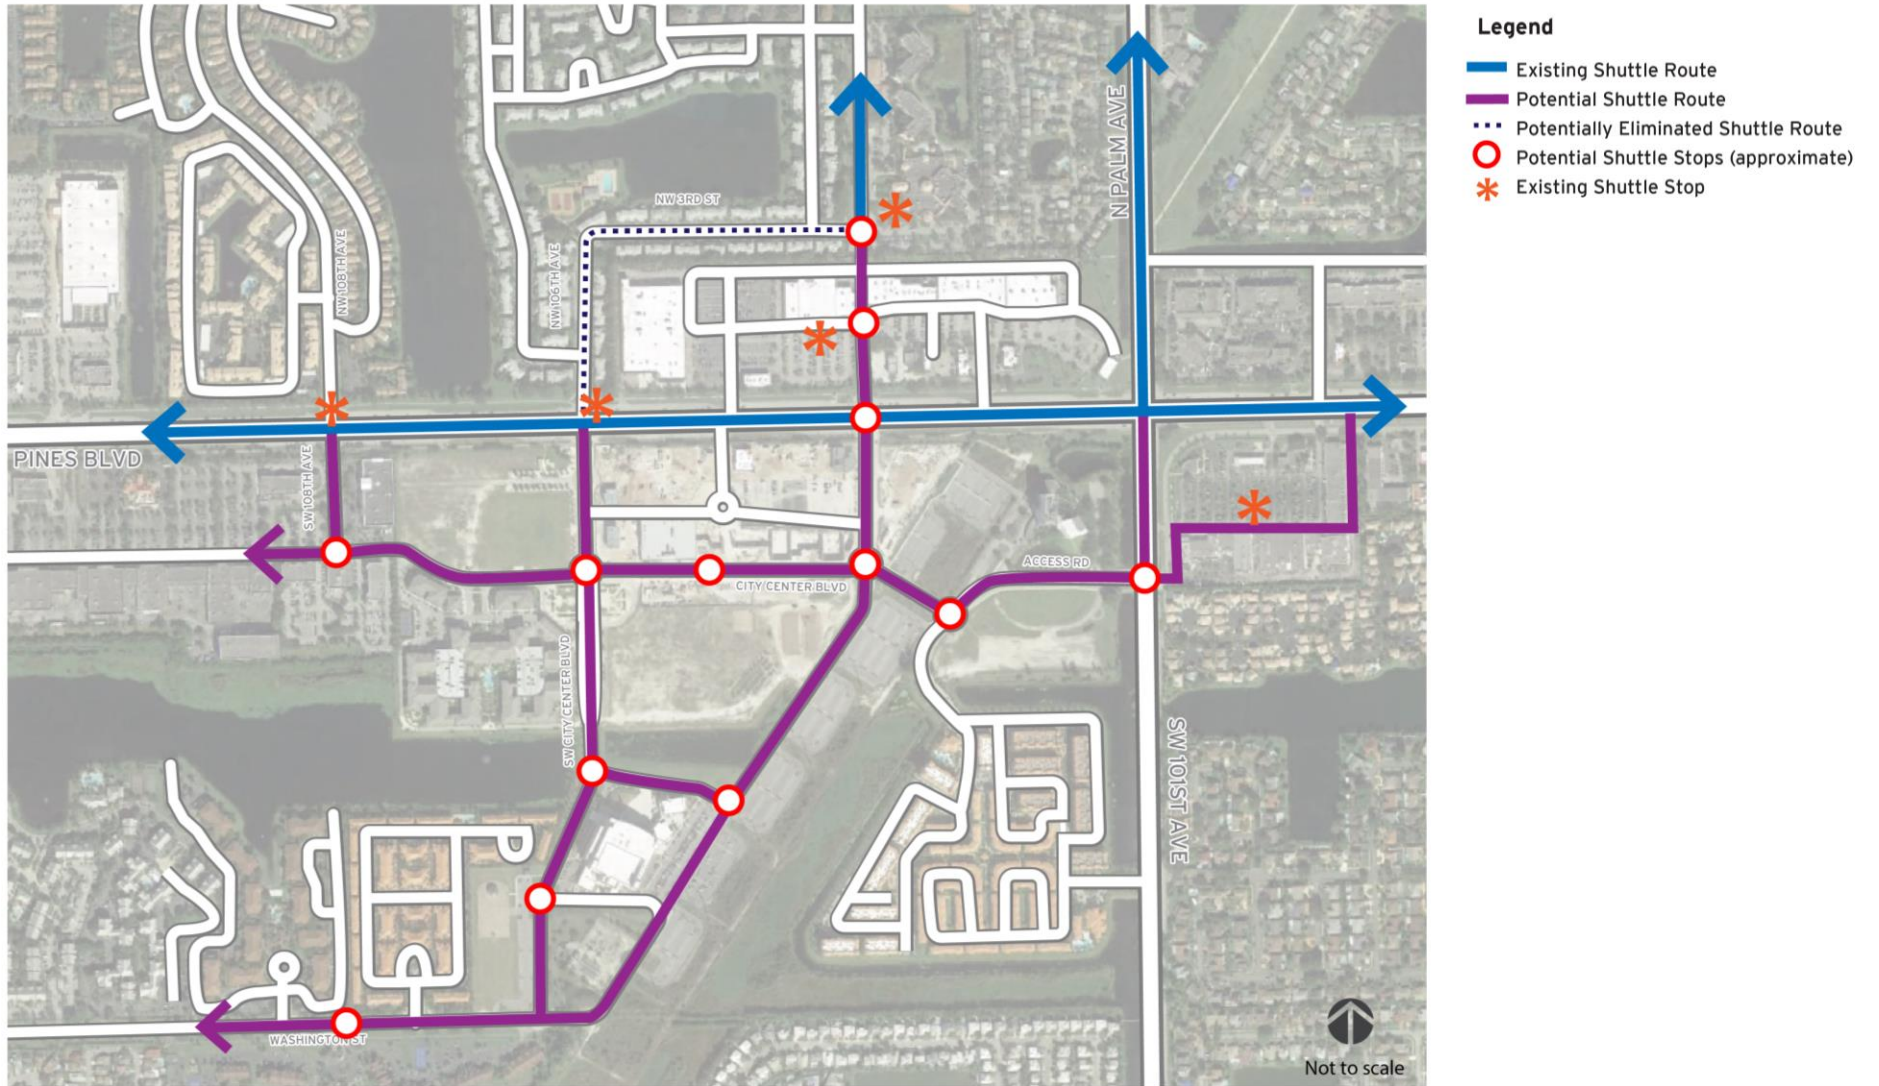 Legend
Existing Shuttle Route
Potential Shuttle Route
Potentially Eliminated Shuttle Route
Potential Shuttle Stops (approximate)
Existing Shuttle Stop
N PALM AVE
NW 3RD ST
NW 108TH AVE
NW 106TH AVE
PINES BLVD
SW 108TH AVE
ACCESS RD
CITY CENTER BLVD
SW CITY CENTER BLVD
SW 101ST AVE
WASHINGTON ST
Not to scale